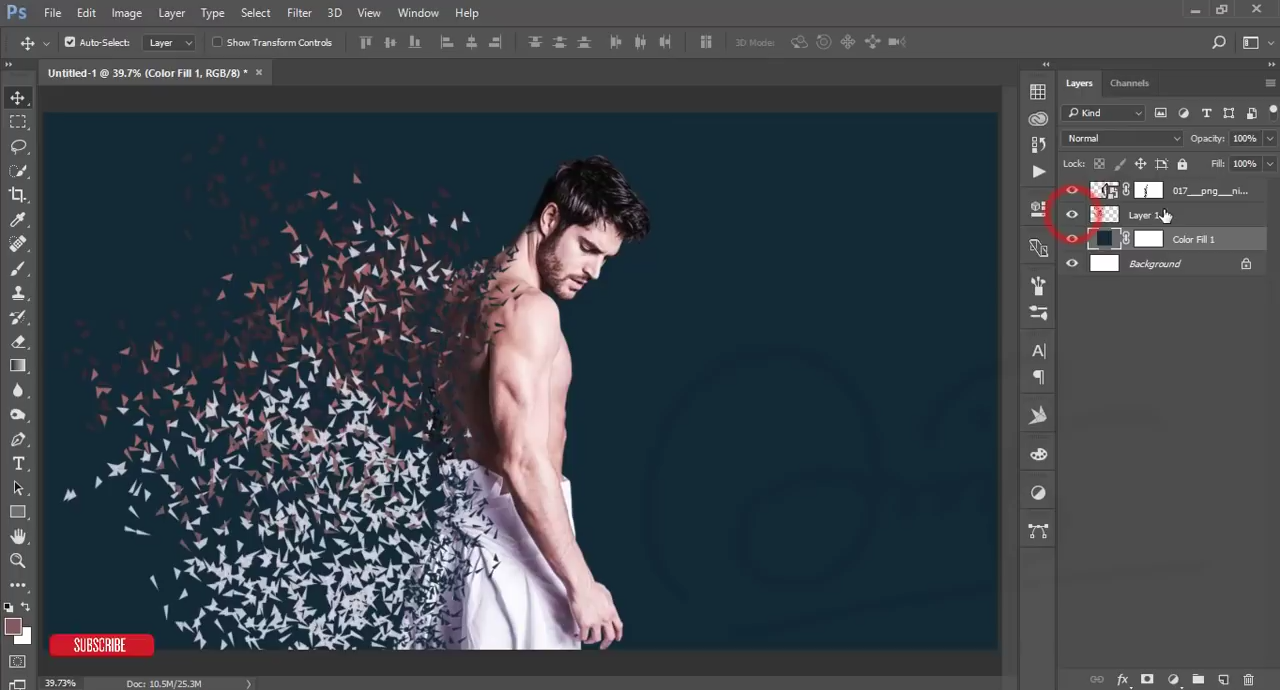 Ps File Edit Image Layer Type Select Filter 3D View Window Help
Auto-Select: Layer Show Transform Controls 3D Mode:
Untitled-1 @ 39.7% (Color Fill 1, RGB/8) * ×
Layers Channels
Kind
Normal Opacity: 100%
Lock: Fill: 100%
017__png__ni...
Layer 1
Color Fill 1
Background
SUBSCRIBE
39.73% Doc: 10.5M/25.3M